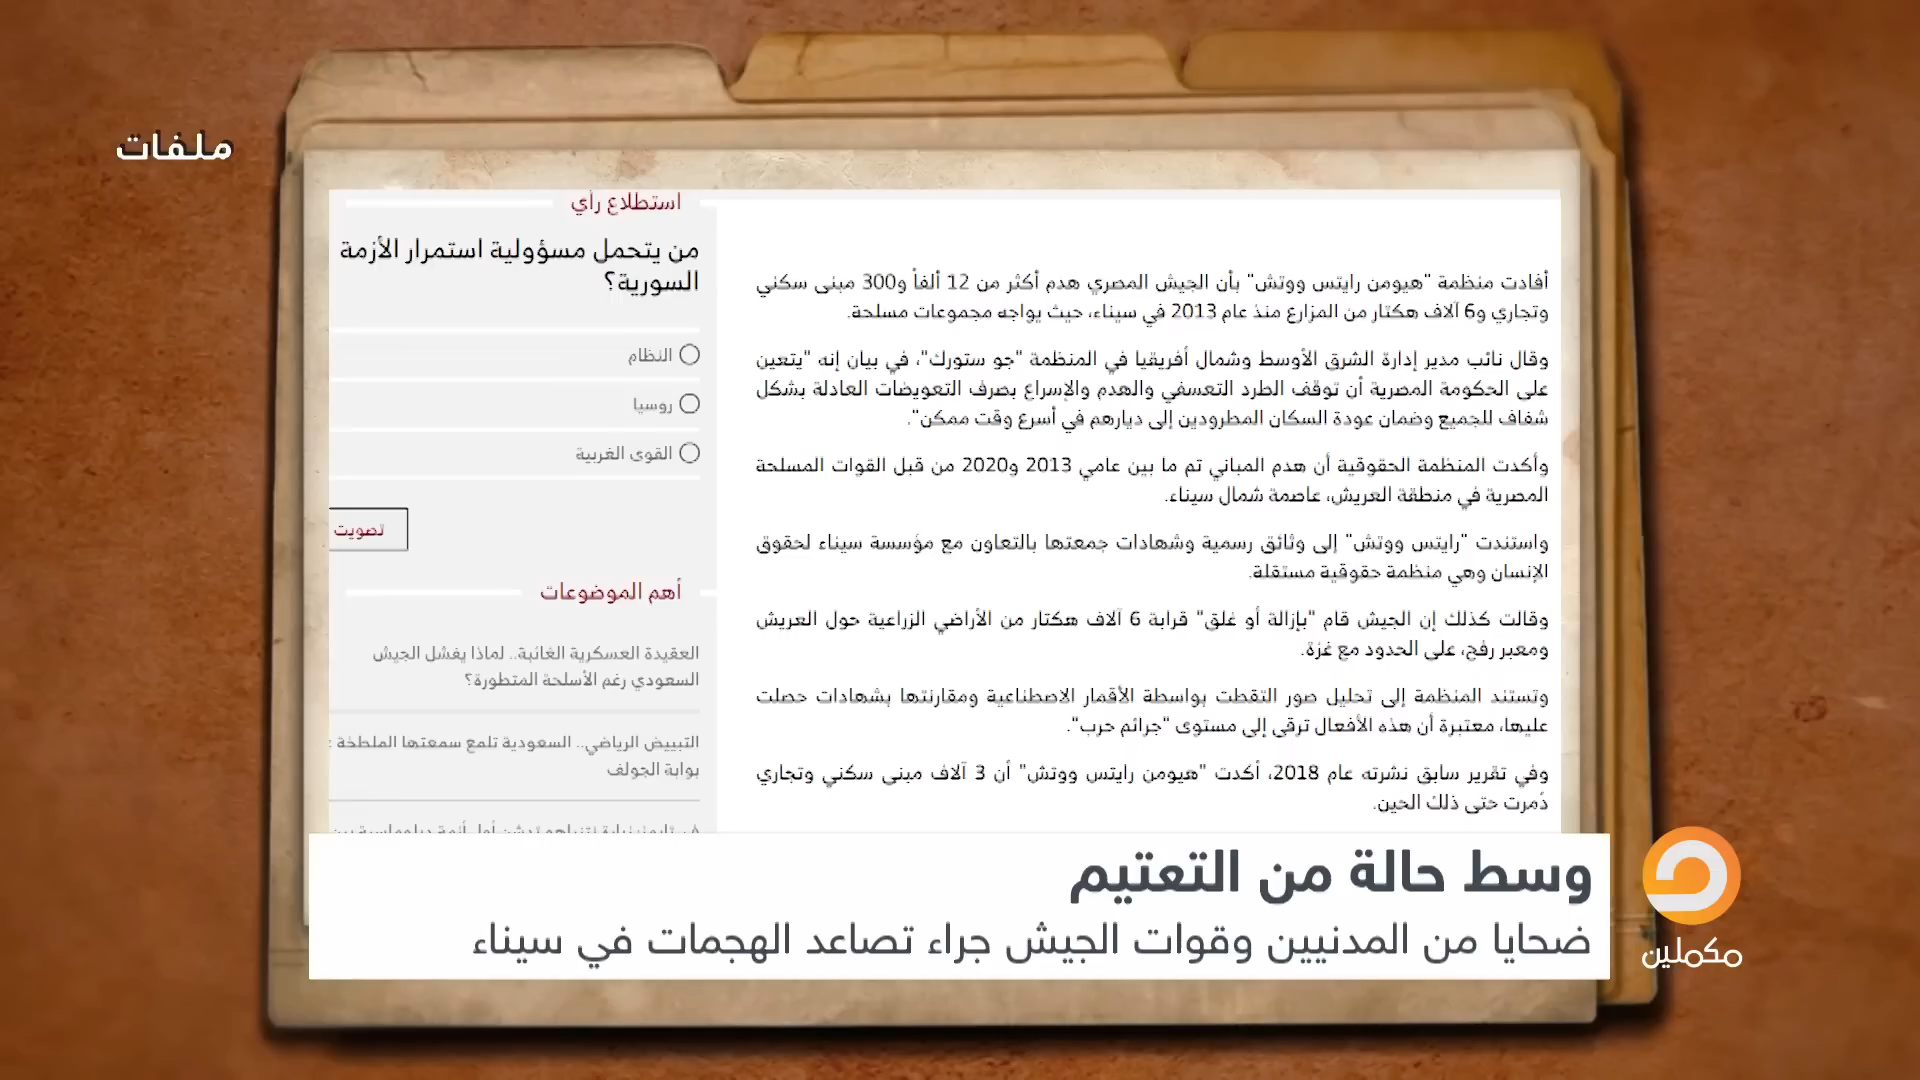 ملفات
أفادت منظمة "هيومن رايتس ووتش" بأن الجيش المصري هدم أكثر من 12 ألفاً و300 مبنى سكني
وتجاري و6 آلاف هكتار من المزارع منذ عام 2013 في سيناء، حيث يواجه مجموعات مسلحة.
وقال نائب مدير إدارة الشرق الأوسط وشمال أفريقيا في المنظمة "جو ستورك"، في بيان إنه "يتعين
على الحكومة المصرية أن توقف الطرد التعسفي والهدم والإسراع بصرف التعويضات العادلة بشكل
شفاف للجميع وضمان عودة السكان المطرودين إلى ديارهم في أسرع وقت ممكن".
وأكدت المنظمة الحقوقية أن هدم المباني تم ما بين عامي 2013 و2020 من قبل القوات المسلحة
المصرية في منطقة العريش، عاصمة شمال سيناء.
واستندت "رايتس ووتش" إلى وثائق رسمية وشهادات جمعتها بالتعاون مع مؤسسة سيناء لحقوق
الإنسان وهي منظمة حقوقية مستقلة.
وقالت كذلك إن الجيش قام "بإزالة أو غلق" قرابة 6 آلاف هكتار من الأراضي الزراعية حول العريش
ومعبر رفح، على الحدود مع غزة.
وتستند المنظمة إلى تحليل صور التقطت بواسطة الأقمار الاصطناعية ومقارنتها بشهادات حصلت
عليها، معتبرة أن هذه الأفعال ترقى إلى مستوى "جرائم حرب".
وفي تقرير سابق نشرته عام 2018، أكدت "هيومن رايتس ووتش" أن 3 آلاف مبنى سكني وتجاري
دُمرت حتى ذلك الحين.
استطلاع رأي
من يتحمل مسؤولية استمرار الأزمة
السورية؟
النظام
روسيا
القوى الغربية
تصويت
أهم الموضوعات
العقيدة العسكرية الغائبة.. لماذا يفشل الجيش
السعودي رغم الأسلحة المتطورة؟
التبييض الرياضي.. السعودية تلمع سمعتها الملطخة
بوابة الجولف
وسط حالة من التعتيم
ضحايا من المدنيين وقوات الجيش جراء تصاعد الهجمات في سيناء
مكملين